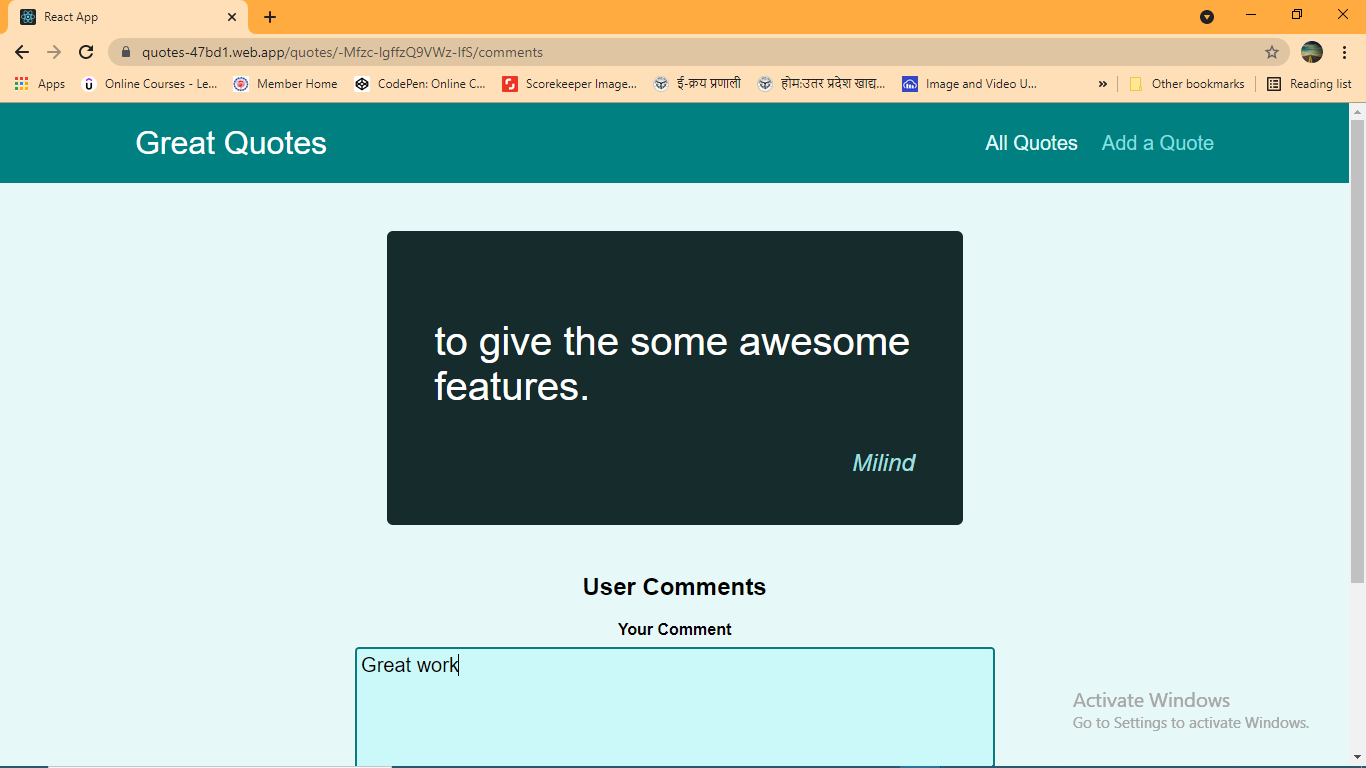 React App
quotes-47bd1.web.app/quotes/-Mfzc-IgffzQ9VWz-IfS/comments
Apps Online Courses - Le... Member Home CodePen: Online C... Scorekeeper Image... ई-क्रय प्रणाली होम:उतर प्रदेश खाद्य... Image and Video U... » Other bookmarks Reading list
Great Quotes All Quotes Add a Quote
to give the some awesome
features.
Milind
User Comments
Your Comment
Great work
Activate Windows
Go to Settings to activate Windows.